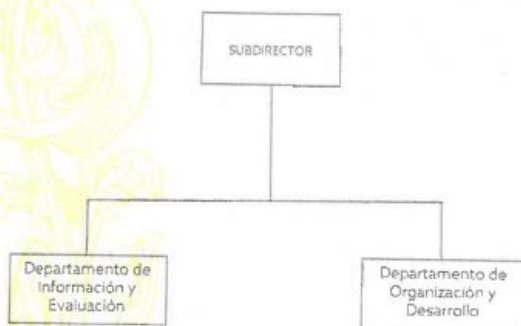 SUBDIRECTOR
Departamento de
Información y
Evaluación
Departamento de
Organización y
Desarrollo